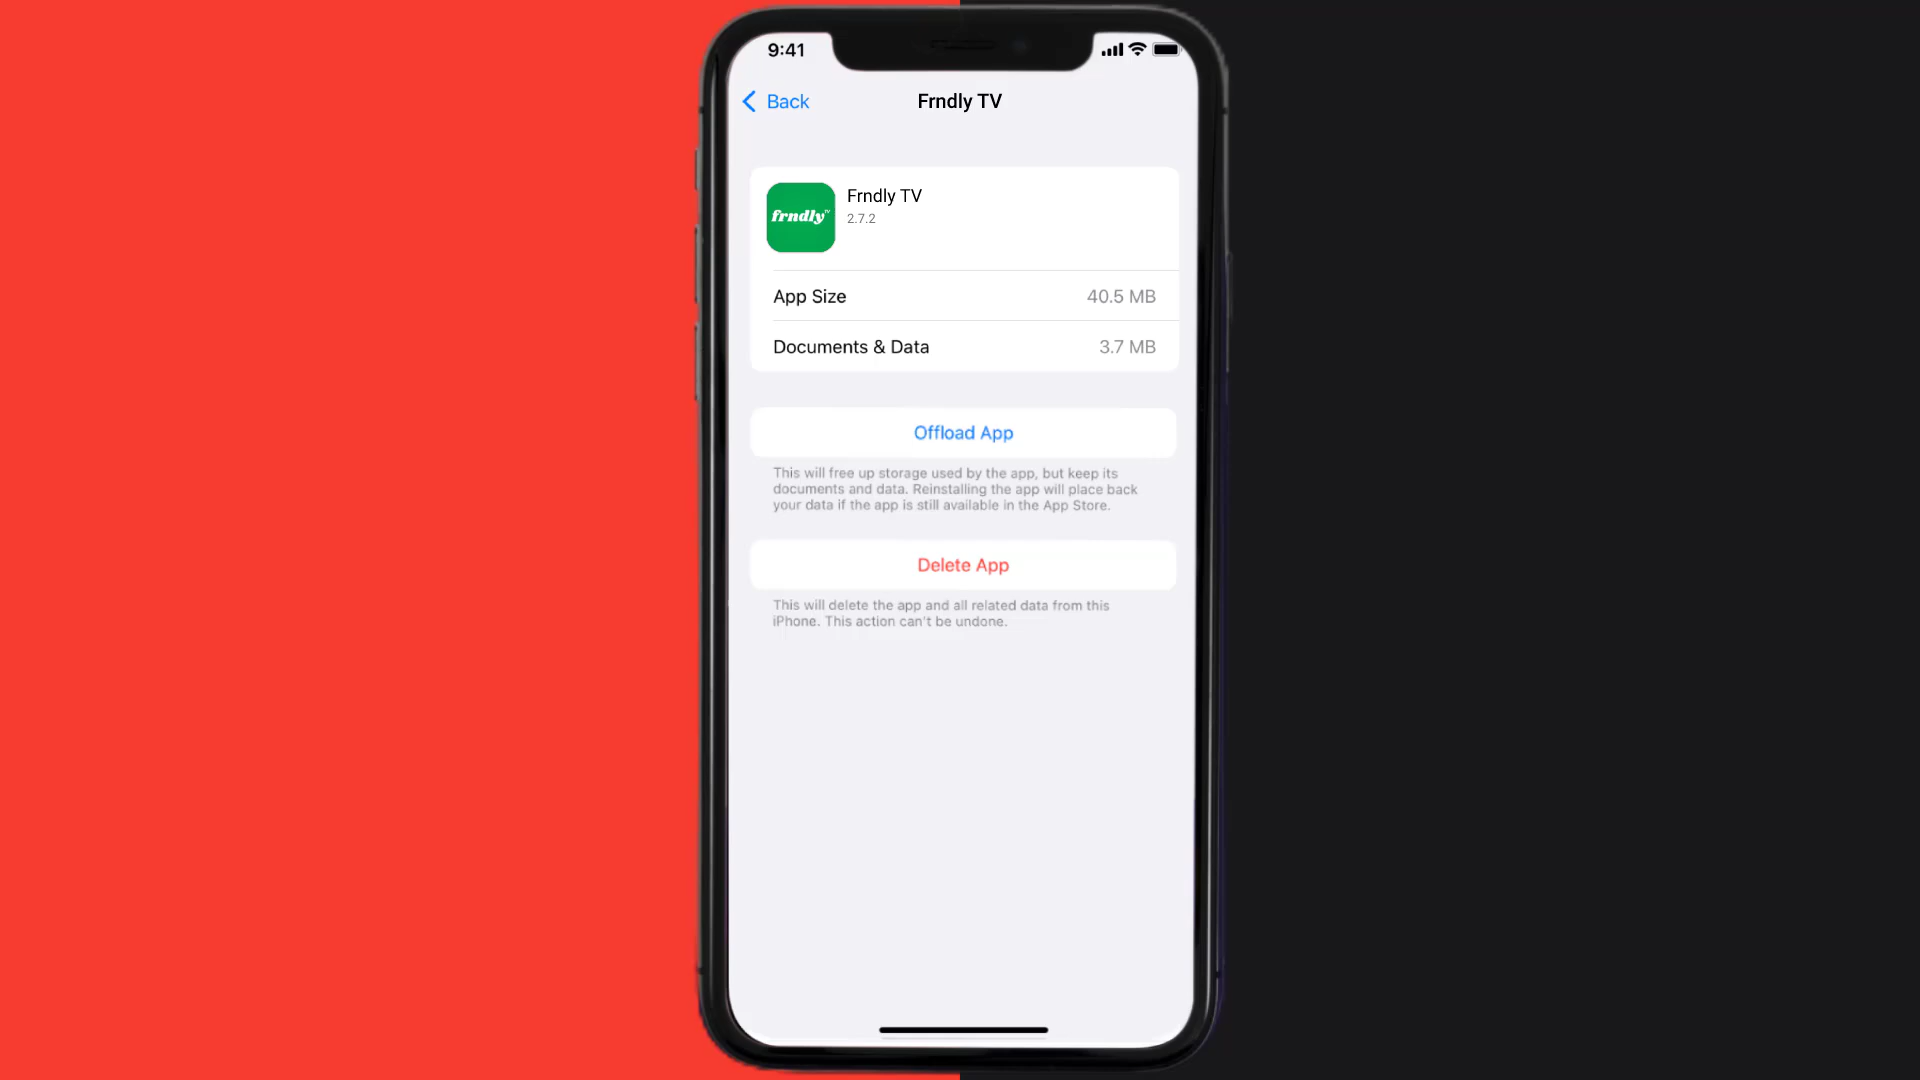 9:41
Back
Frndly TV
frndly TV
Frndly TV
2.7.2
App Size
40.5 MB
Documents & Data
3.7 MB
Offload App
This will free up storage used by the app, but keep its
documents and data. Reinstalling the app will place back
your data if the app is still available in the App Store.
Delete App
This will delete the app and all related data from this
iPhone. This action can't be undone.